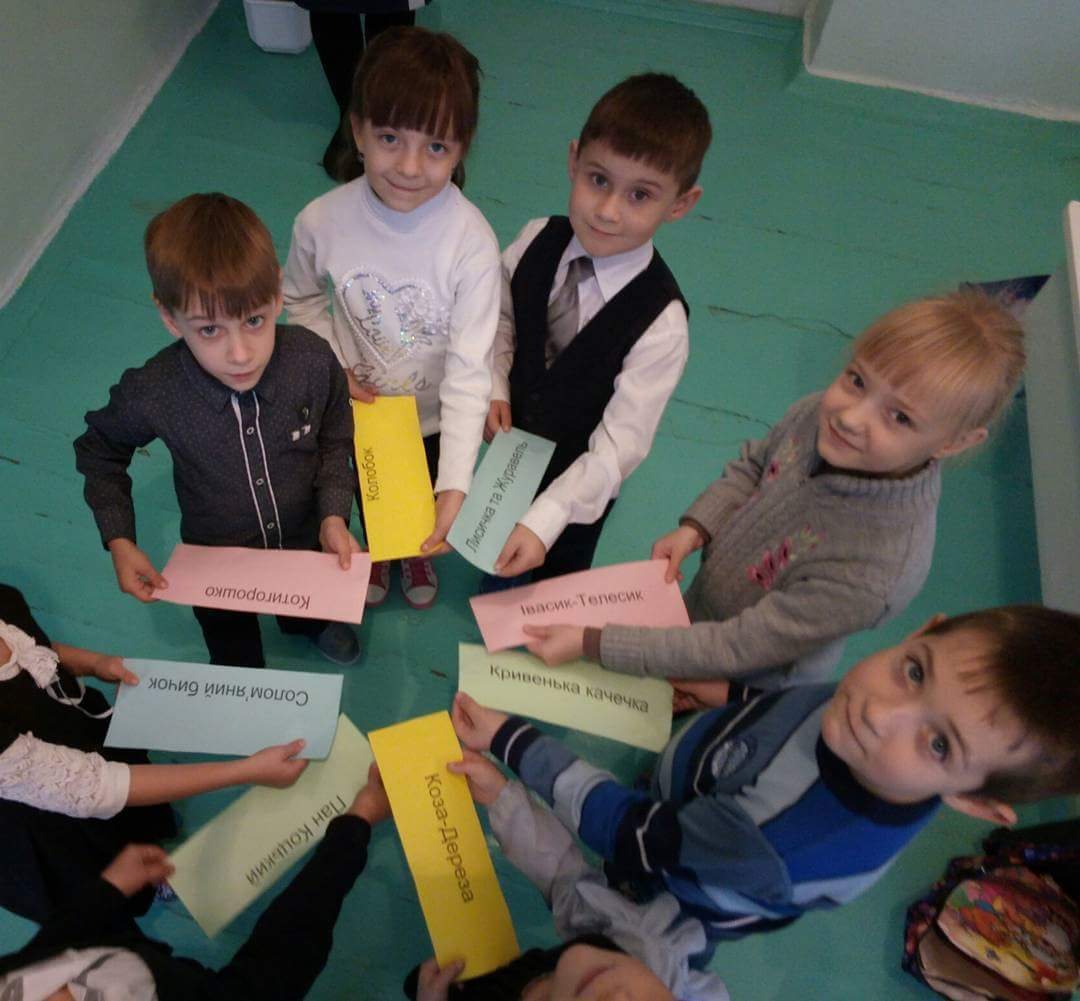 Колобок
Лисичка та Журавель
Котигорошко
Івасик-Телесик
Кривенька качечка
Солом'яний бичок
Пан Коцький
Коза-Дереза